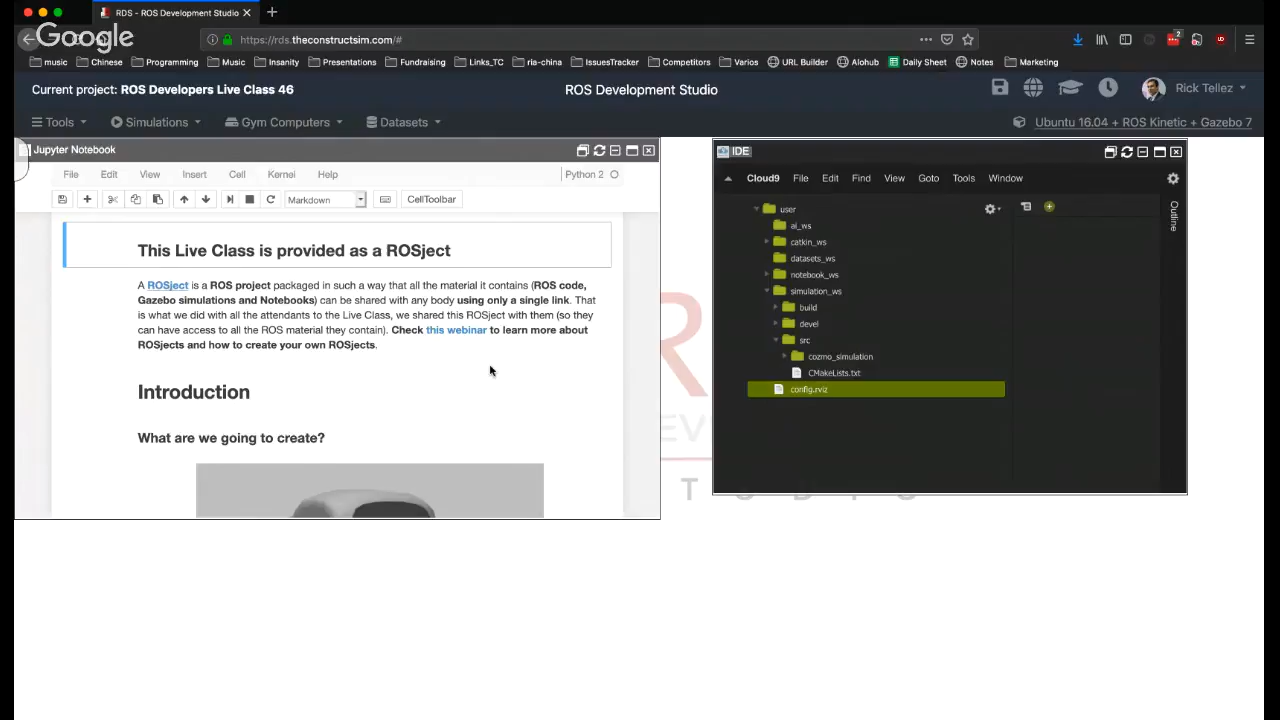 RDS - ROS Development Studio
Google
https://rds.theconstructsim.com/#
music Chinese Programming Music Insanity Presentations Fundraising Links_TC ria-china IssuesTracker Competitors Varios URL Builder Alohub Daily Sheet Notes Marketing
Current project: ROS Developers Live Class 46
ROS Development Studio
Rick Tellez
Tools Simulations Gym Computers Datasets
Ubuntu 16.04 + ROS Kinetic + Gazebo 7
Jupyter Notebook
File Edit View Insert Cell Kernel Help
Python 2
Markdown
CellToolbar
This Live Class is provided as a ROSject
A ROSject is a ROS project packaged in such a way that all the material it contains (ROS code,
Gazebo simulations and Notebooks) can be shared with any body using only a single link. That
is what we did with all the attendants to the Live Class, we shared this ROSject with them (so they
can have access to all the ROS material they contain). Check this webinar to learn more about
ROSjects and how to create your own ROSjects.
Introduction
What are we going to create?
IDE
Cloud9 File Edit Find View Goto Tools Window
Outline
user
ai_ws
catkin_ws
datasets_ws
notebook_ws
simulation_ws
build
devel
src
cozmo_simulation
CMakeLists.txt
config.rviz